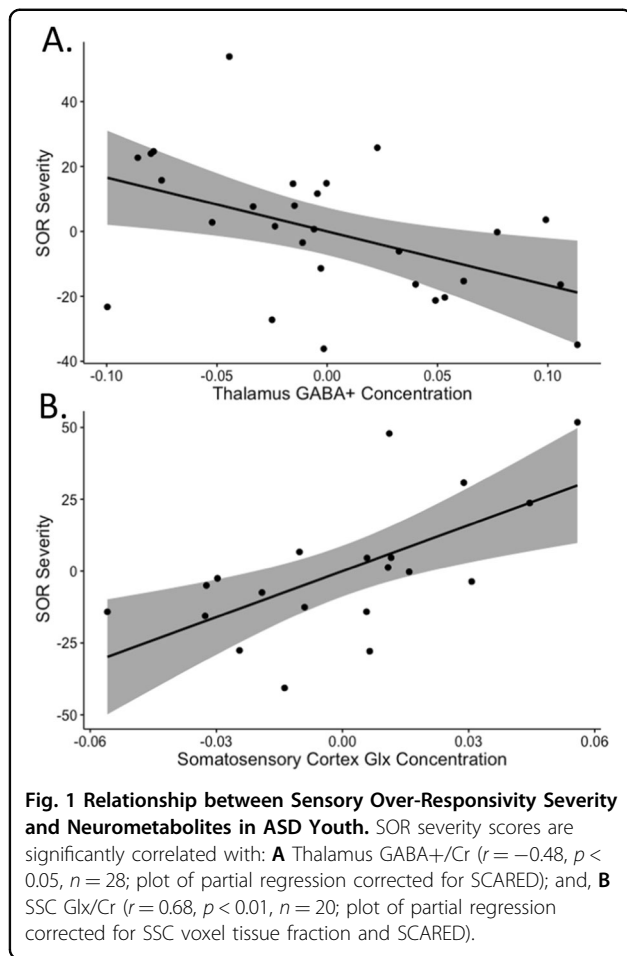 A.
SOR Severity
40
20
0
-20
-40
-0.10 -0.05 0.00 0.05 0.10
Thalamus GABA+ Concentration
B.
SOR Severity
50
25
0
-25
-50
-0.06 -0.03 0.00 0.03 0.06
Somatosensory Cortex Glx Concentration
Fig. 1 Relationship between Sensory Over-Responsivity Severity
and Neurometabolites in ASD Youth. SOR severity scores are
significantly correlated with: A Thalamus GABA+/Cr (r = −0.48, p <
0.05, n = 28; plot of partial regression corrected for SCARED); and, B
SSC Glx/Cr (r = 0.68, p < 0.01, n = 20; plot of partial regression
corrected for SSC voxel tissue fraction and SCARED).